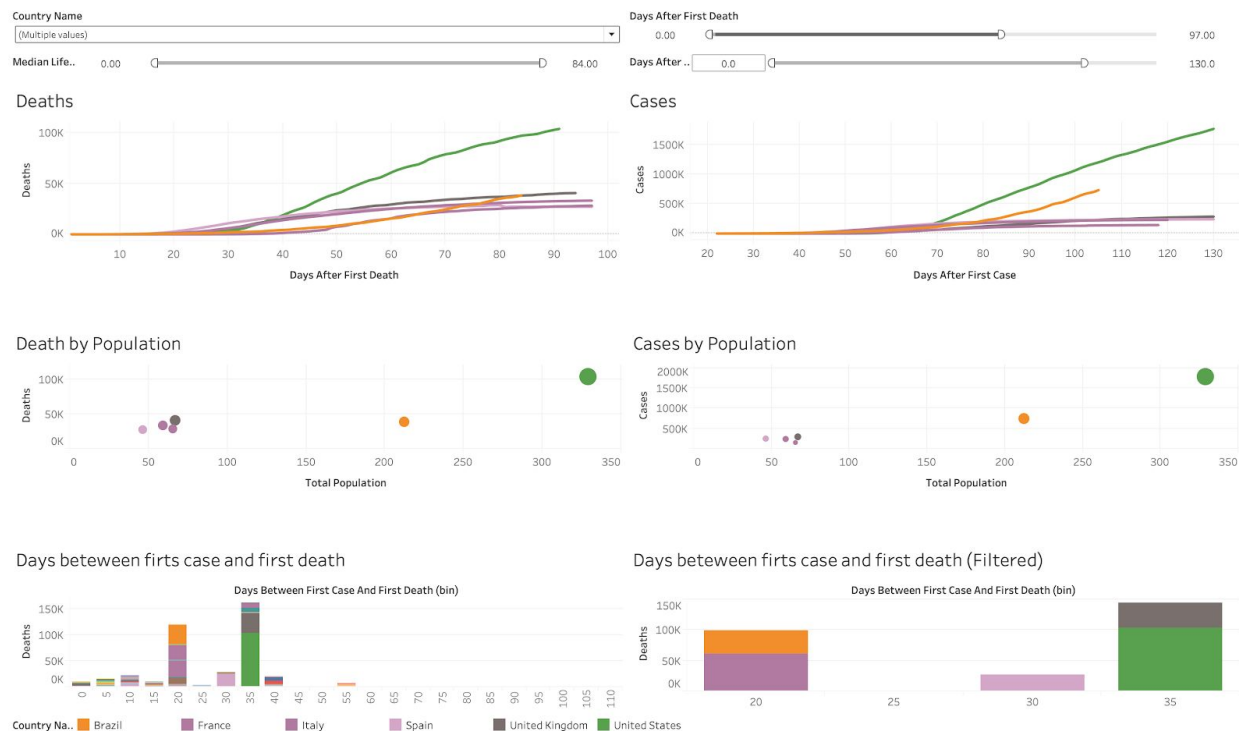 Country Name
(Multiple values)
Days After First Death
0.00
97.00
Median Life..
0.00
84.00
Days After ..
0.0
130.0
Deaths
100K
50K
0K
Deaths
10 20 30 40 50 60 70 80 90 100
Days After First Death
Cases
1500K
1000K
500K
0K
Cases
20 30 40 50 60 70 80 90 100 110 120 130
Days After First Case
Death by Population
100K
50K
0K
Deaths
0 50 100 150 200 250 300 350
Total Population
Cases by Population
2000K
1500K
1000K
500K
Cases
0 50 100 150 200 250 300 350
Total Population
Days beteween firts case and first death
Days Between First Case And First Death (bin)
150K
100K
50K
0K
Deaths
0 5 10 15 20 25 30 35 40 45 50 55 60 65 70 75 80 85 90 95 100 105 110
Days beteween firts case and first death (Filtered)
Days Between First Case And First Death (bin)
150K
100K
50K
0K
Deaths
20 25 30 35
Country Na.. Brazil France Italy Spain United Kingdom United States